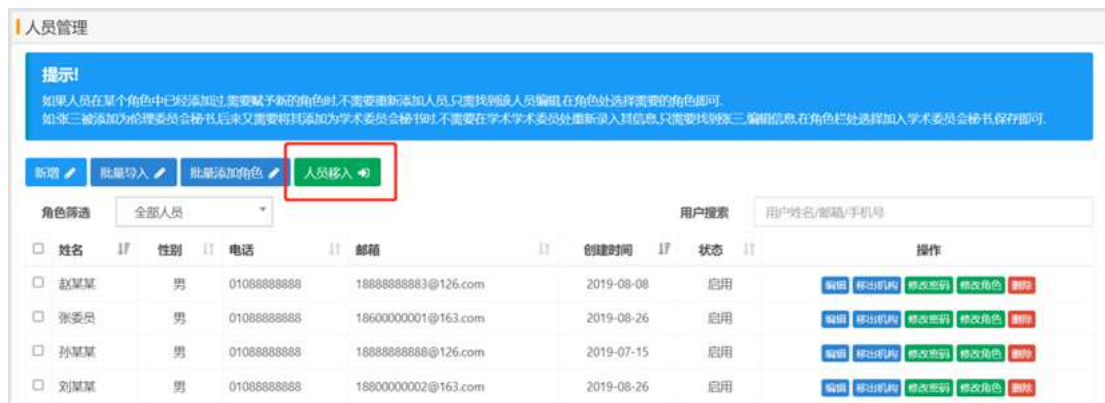 人员管理
提示!
如果人员在某个角色中已经添加过,需要赋予新的角色时,不需要重新添加人员,只需找到该人员编辑,在角色处选择需要的角色即可.
如:张三被添加为伦理委员会秘书,后来又需要将其添加为学术委员会秘书时,不需要在学术学术委员处重新录入其信息,只需要找到张三,编辑信息,在角色栏处选择加入学术委员会秘书,保存即可.
新增 批量导入 批量添加角色 人员移入
角色筛选 全部人员 用户搜索 用户姓名/邮箱/手机号
姓名 性别 电话 邮箱 创建时间 状态 操作
赵某某 男 01088888888 18888888883@126.com 2019-08-08 启用 编辑 移出机构 修改密码 修改角色 删除
张委员 男 01088888888 18600000001@163.com 2019-08-26 启用 编辑 移出机构 修改密码 修改角色 删除
孙某某 男 01088888888 18888888888@126.com 2019-07-15 启用 编辑 移出机构 修改密码 修改角色 删除
刘某某 男 01088888888 18800000002@163.com 2019-08-26 启用 编辑 移出机构 修改密码 修改角色 删除